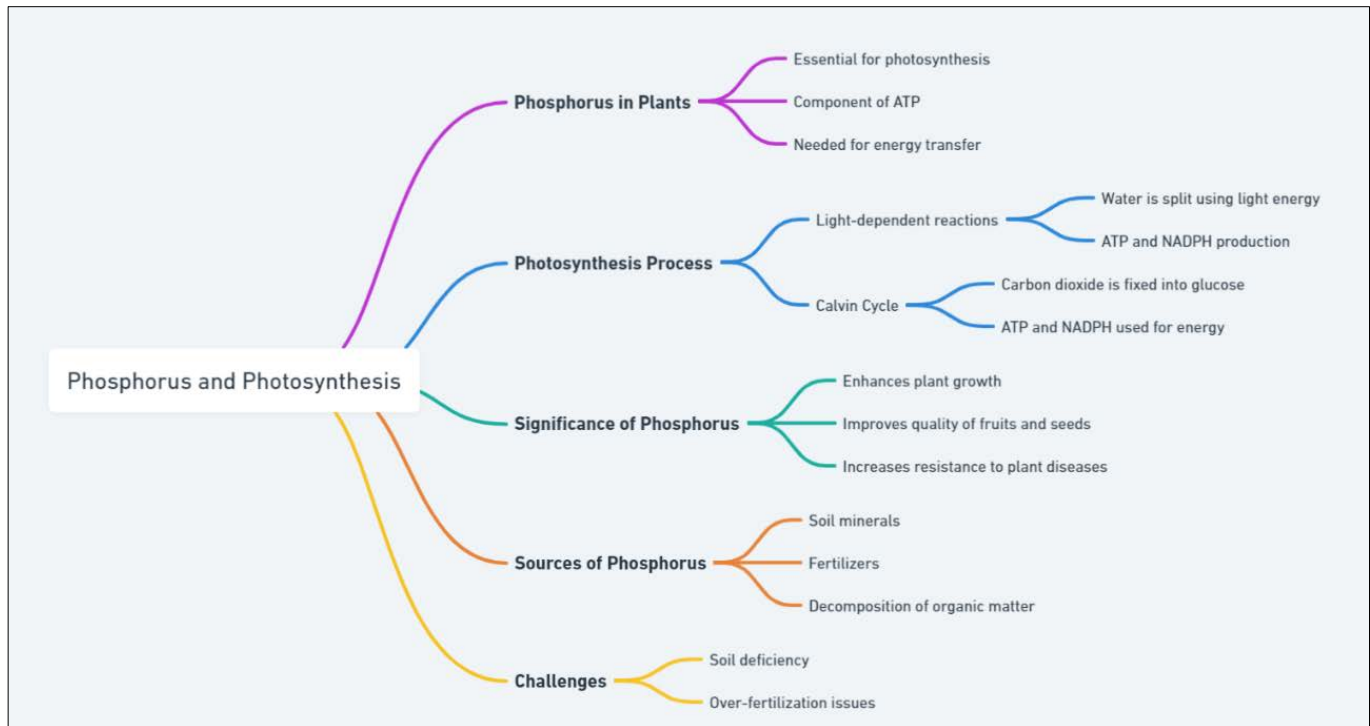 Phosphorus and Photosynthesis
Phosphorus in Plants
Essential for photosynthesis
Component of ATP
Needed for energy transfer
Photosynthesis Process
Light-dependent reactions
Water is split using light energy
ATP and NADPH production
Calvin Cycle
Carbon dioxide is fixed into glucose
ATP and NADPH used for energy
Significance of Phosphorus
Enhances plant growth
Improves quality of fruits and seeds
Increases resistance to plant diseases
Sources of Phosphorus
Soil minerals
Fertilizers
Decomposition of organic matter
Challenges
Soil deficiency
Over-fertilization issues